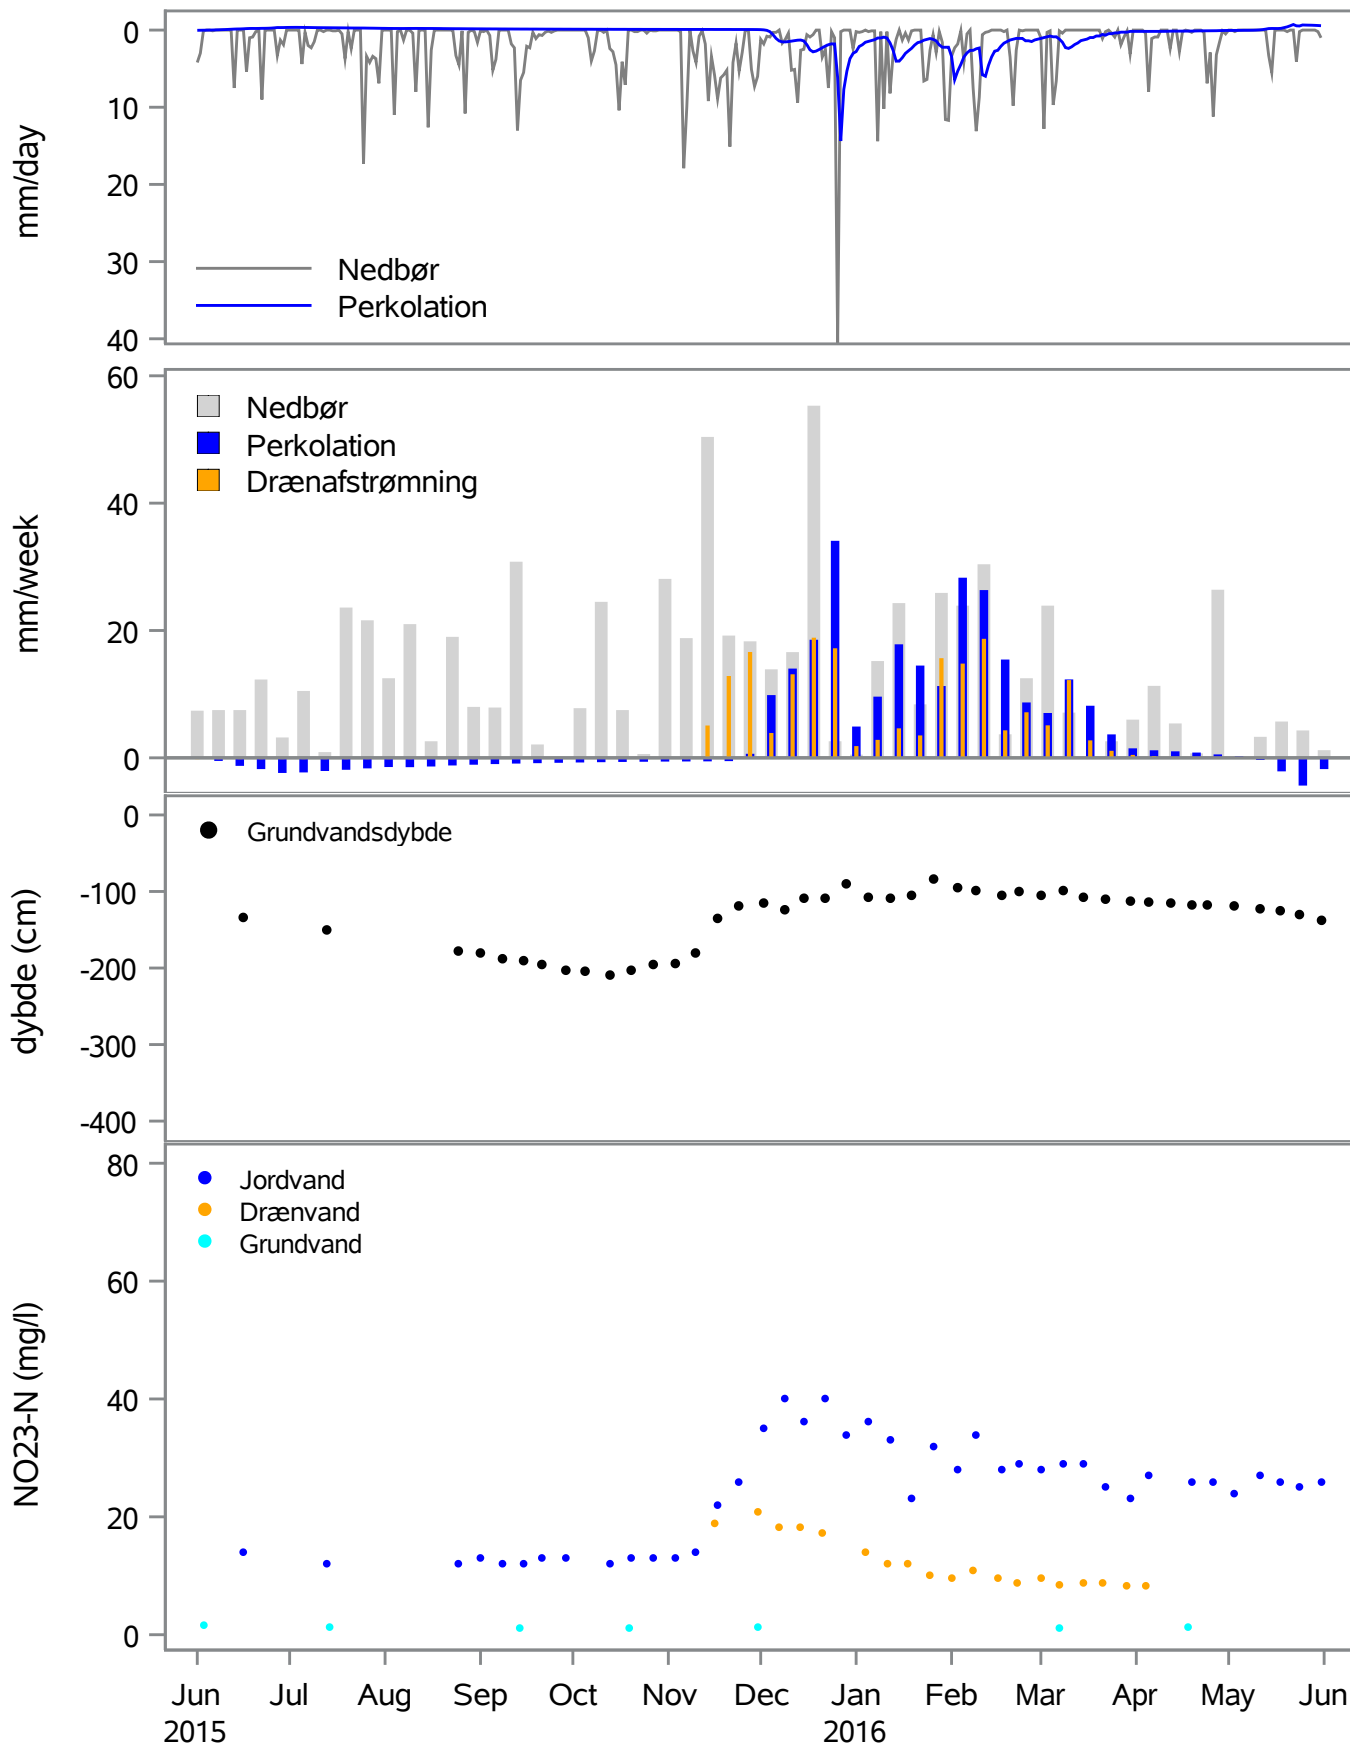 mm/day
0
10
20
30
40
Nedbør
Perkolation
mm/week
60
40
20
0
Nedbør
Perkolation
Drænafstrømning
dybde (cm)
0
-100
-200
-300
-400
Grundvandsdybde
NO23-N (mg/l)
80
60
40
20
0
Jordvand
Drænvand
Grundvand
Jun Jul Aug Sep Oct Nov Dec Jan Feb Mar Apr May Jun
2015 2016